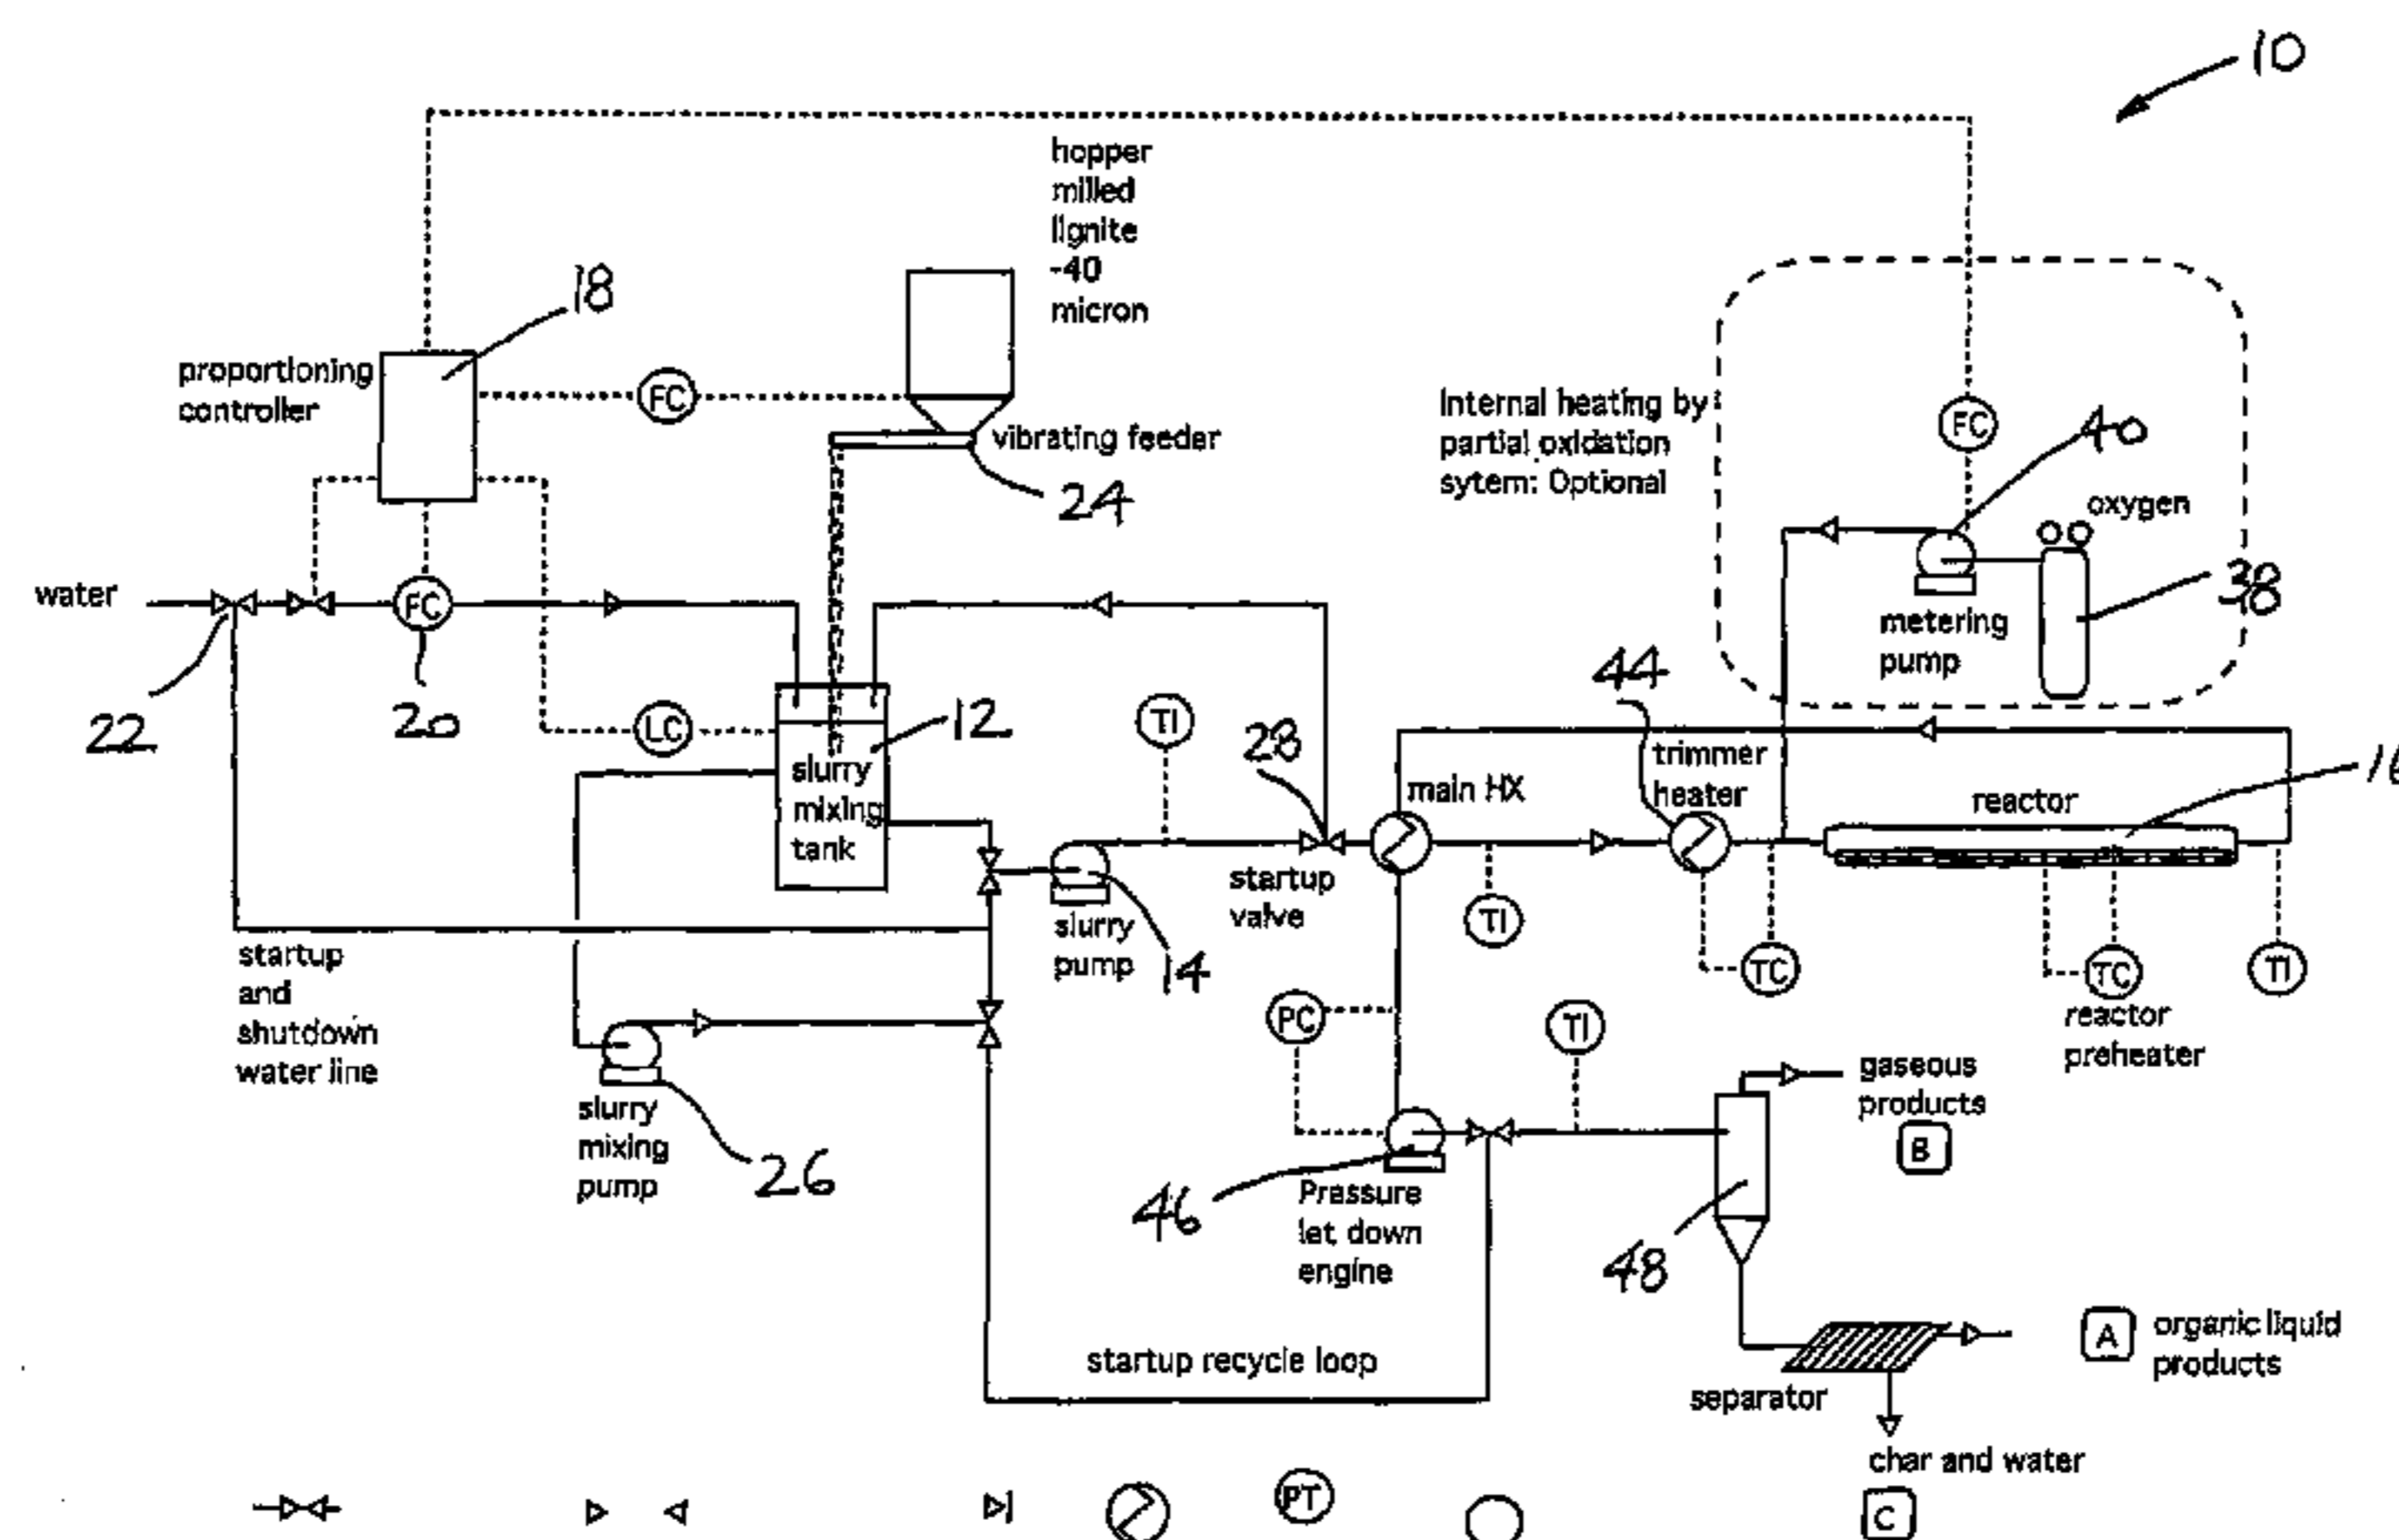 10
hopper
milled
lignite
-40
micron
18
proportioning
controller
FC
vibrating feeder
24
Internal heating by
partial oxidation
sytem: Optional
FC
40
oxygen
38
metering
pump
water
FC
22
20
LC
12
slurry
mixing
tank
TI
28
44
trimmer
heater
main HX
reactor
startup
valve
slurry
pump
14
TI
TC
TC
TI
reactor
preheater
startup
and
shutdown
water line
PC
TI
slurry
mixing
pump
26
46
Pressure
let down
engine
48
gaseous
products
B
startup recycle loop
separator
A
organic liquid
products
char and water
C
PT